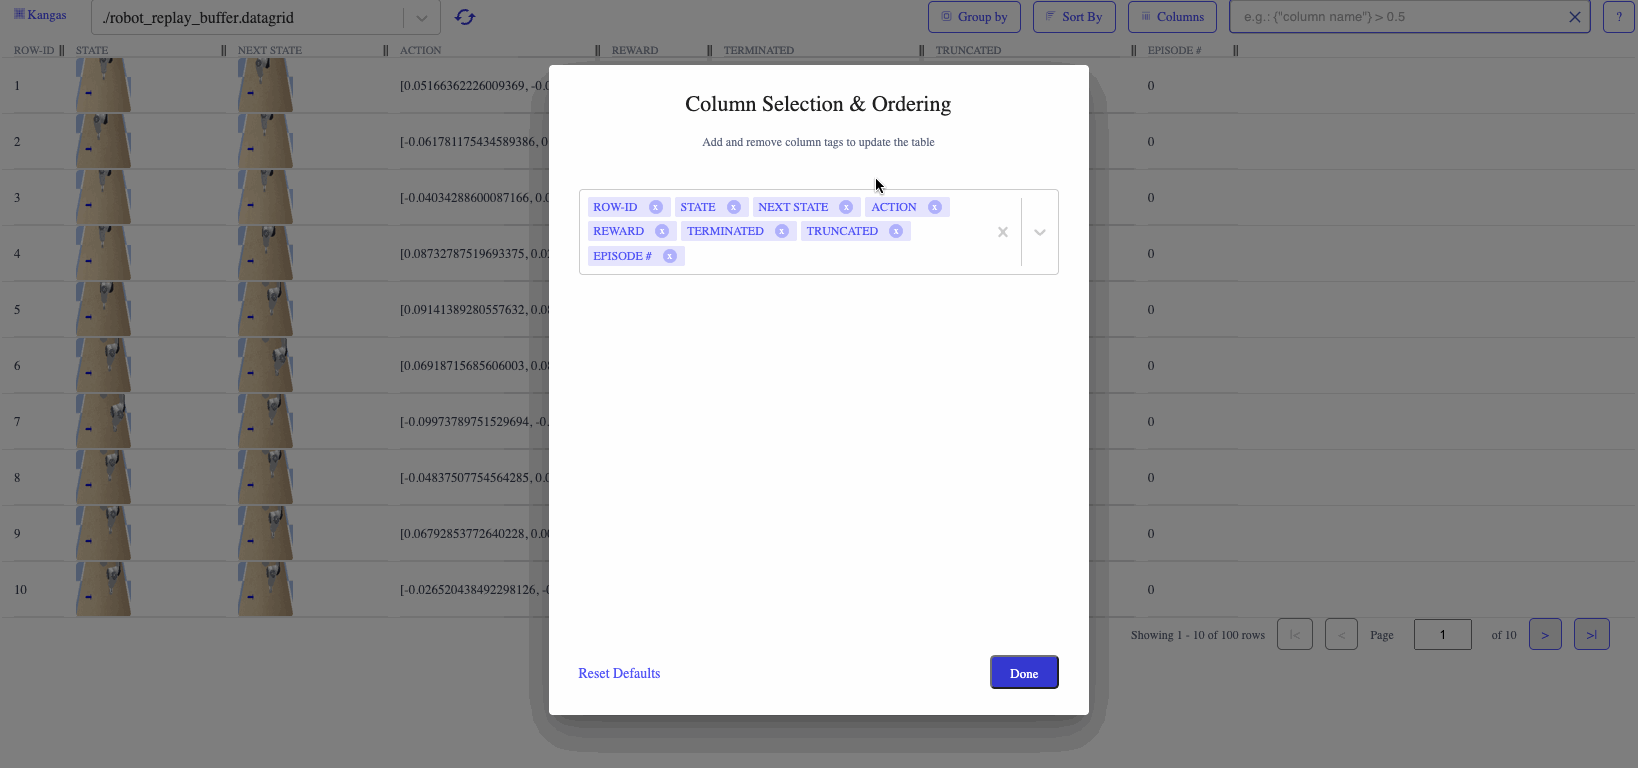 Kangas
./robot_replay_buffer.datagrid
Group by
Sort By
Columns
e.g.: {"column name"} > 0.5
?
ROW-ID STATE NEXT STATE ACTION REWARD TERMINATED TRUNCATED EPISODE #
1 [0.05166362226009369, -0.0 0
2 [-0.061781175434589386, 0 0
3 [-0.04034288600087166, 0.0 0
4 [0.08732787519693375, 0.0 0
5 [0.09141389280557632, 0.0 0
6 [0.06918715685606003, 0.0 0
7 [-0.09973789751529694, -0. 0
8 [-0.04837507754564285, 0.0 0
9 [0.06792853772640228, 0.0 0
10 [-0.026520438492298126, -0 0
Column Selection & Ordering
Add and remove column tags to update the table
ROW-ID x STATE x NEXT STATE x ACTION x
REWARD x TERMINATED x TRUNCATED x
EPISODE # x
Reset Defaults
Done
Showing 1 - 10 of 100 rows |< < Page 1 of 10 > >|